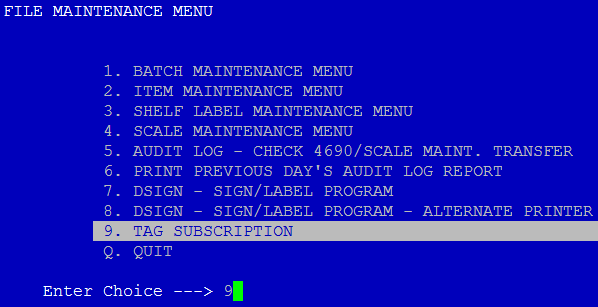 FILE MAINTENANCE MENU
1. BATCH MAINTENANCE MENU
2. ITEM MAINTENANCE MENU
3. SHELF LABEL MAINTENANCE MENU
4. SCALE MAINTENANCE MENU
5. AUDIT LOG - CHECK 4690/SCALE MAINT. TRANSFER
6. PRINT PREVIOUS DAY'S AUDIT LOG REPORT
7. DSIGN - SIGN/LABEL PROGRAM
8. DSIGN - SIGN/LABEL PROGRAM - ALTERNATE PRINTER
9. TAG SUBSCRIPTION
Q. QUIT
Enter Choice ---> 9